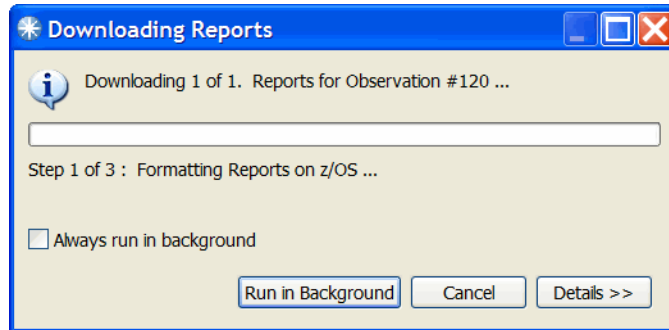 Downloading Reports
Downloading 1 of 1.  Reports for Observation #120 ...
Step 1 of 3 :  Formatting Reports on z/OS ...
Always run in background
Run in Background Cancel Details >>